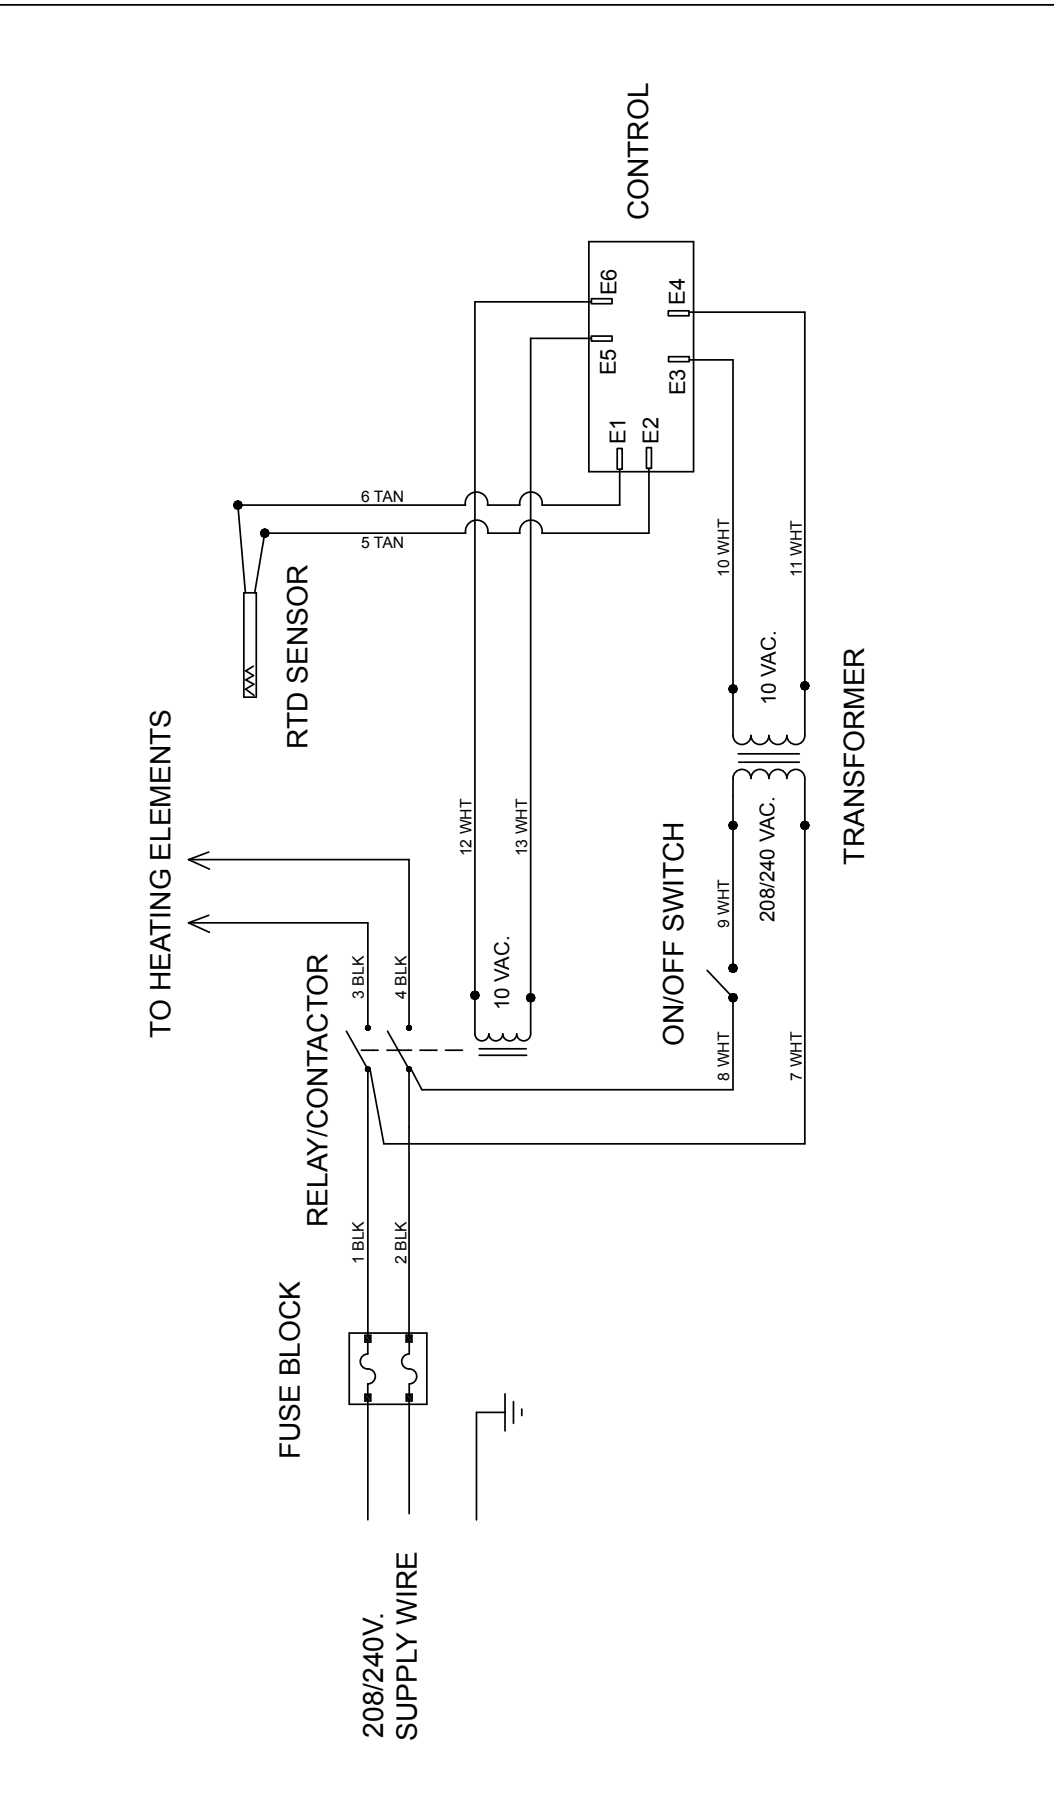 208/240V.
SUPPLY WIRE
FUSE BLOCK
1 BLK
2 BLK
RELAY/CONTACTOR
3 BLK
4 BLK
TO HEATING ELEMENTS
RTD SENSOR
6 TAN
5 TAN
10 VAC.
12 WHT
13 WHT
ON/OFF SWITCH
8 WHT
7 WHT
9 WHT
208/240 VAC.
TRANSFORMER
10 VAC.
10 WHT
11 WHT
E1
E2
E5
E6
E3
E4
CONTROL